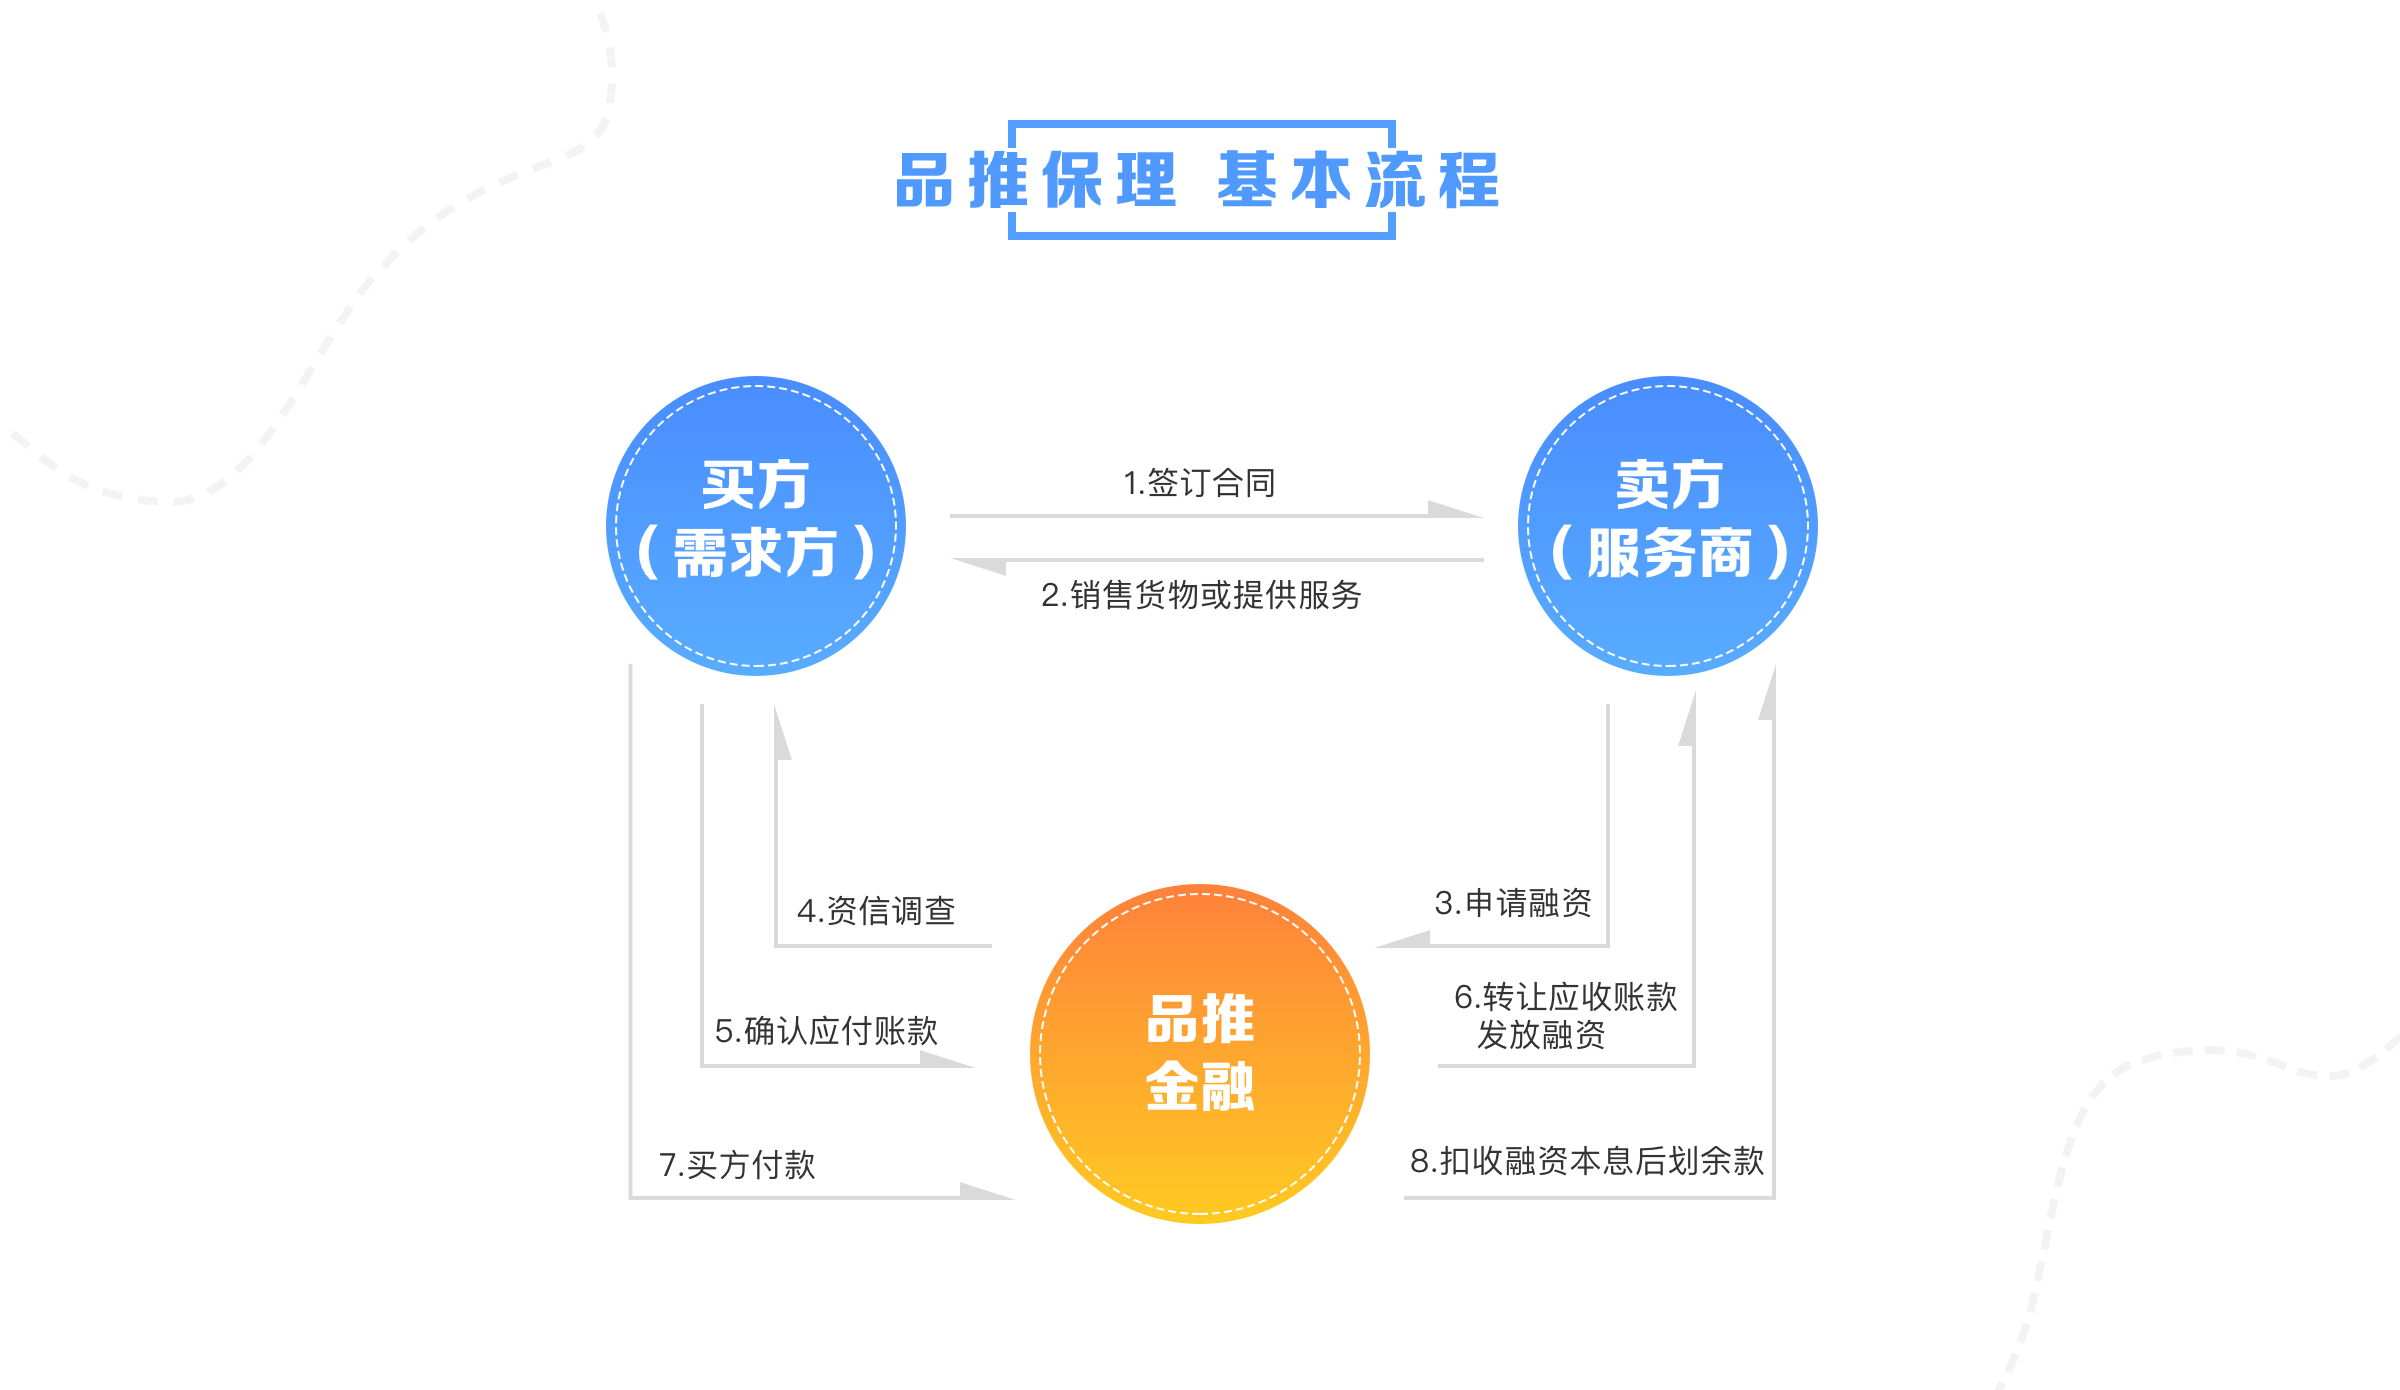 品推保理 基本流程
买方
（需求方）
卖方
（服务商）
1.签订合同
2.销售货物或提供服务
3.申请融资
4.资信调查
品推
金融
6.转让应收账款
发放融资
5.确认应付账款
7.买方付款
8.扣收融资本息后划余款